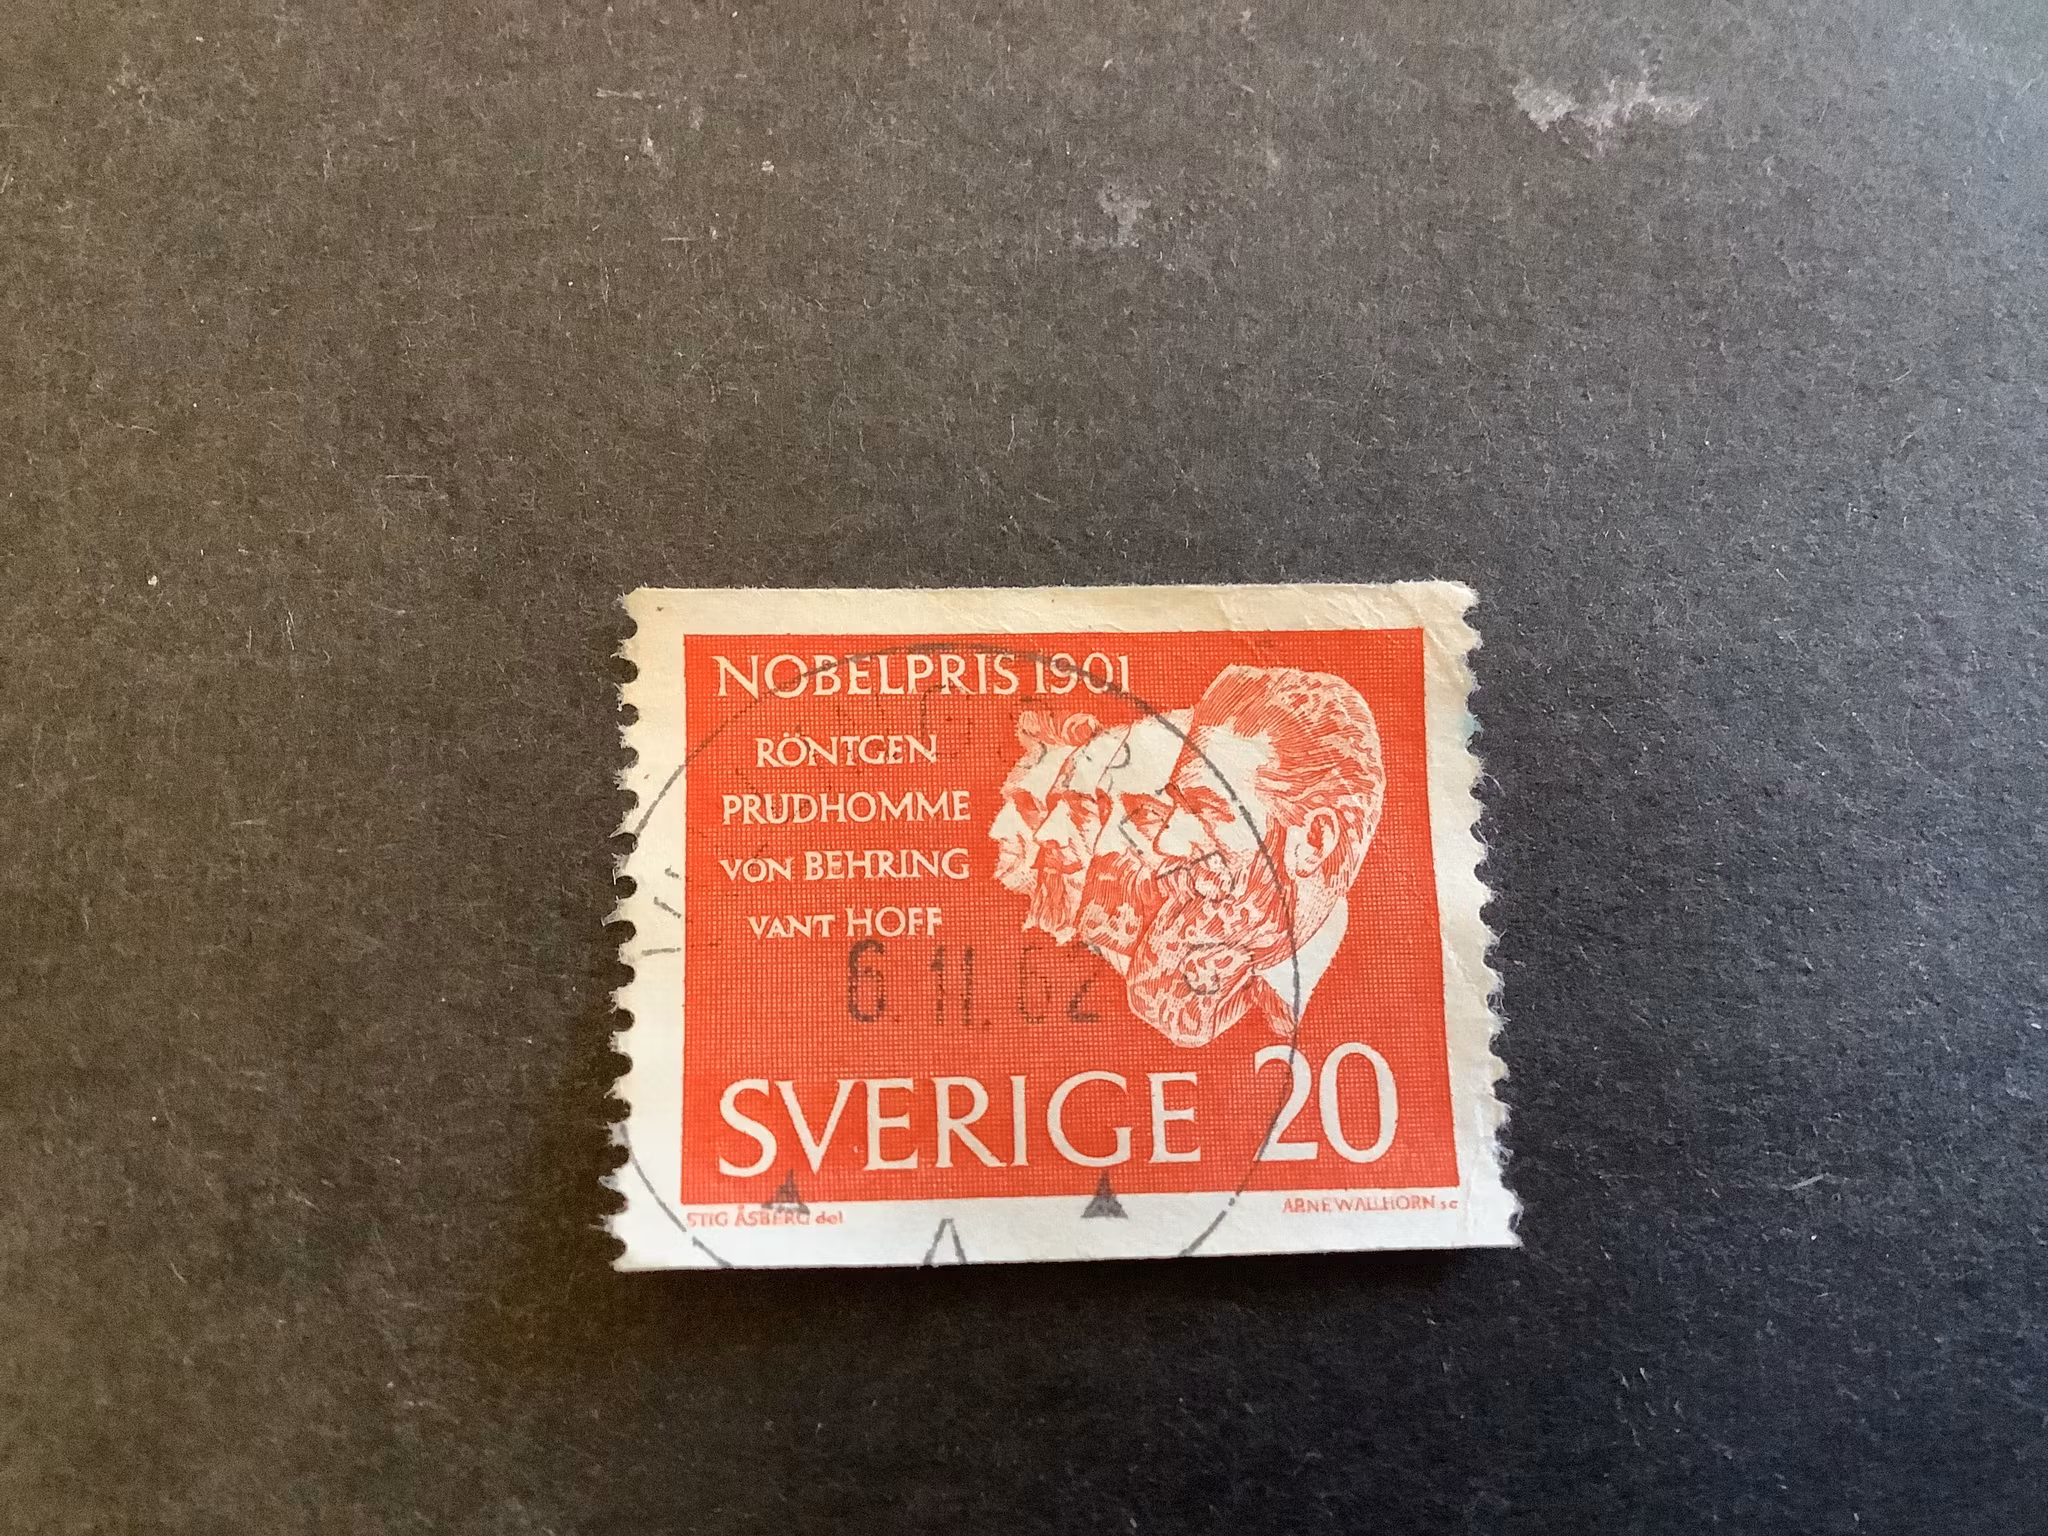 NOBELPRIS 1901
RÖNTGEN
PRUDHOMME
VON BEHRING
VANT HOFF
6.11.62
SVERIGE 20
STIG ÅSBERG del
ARNE WALLHORN sc